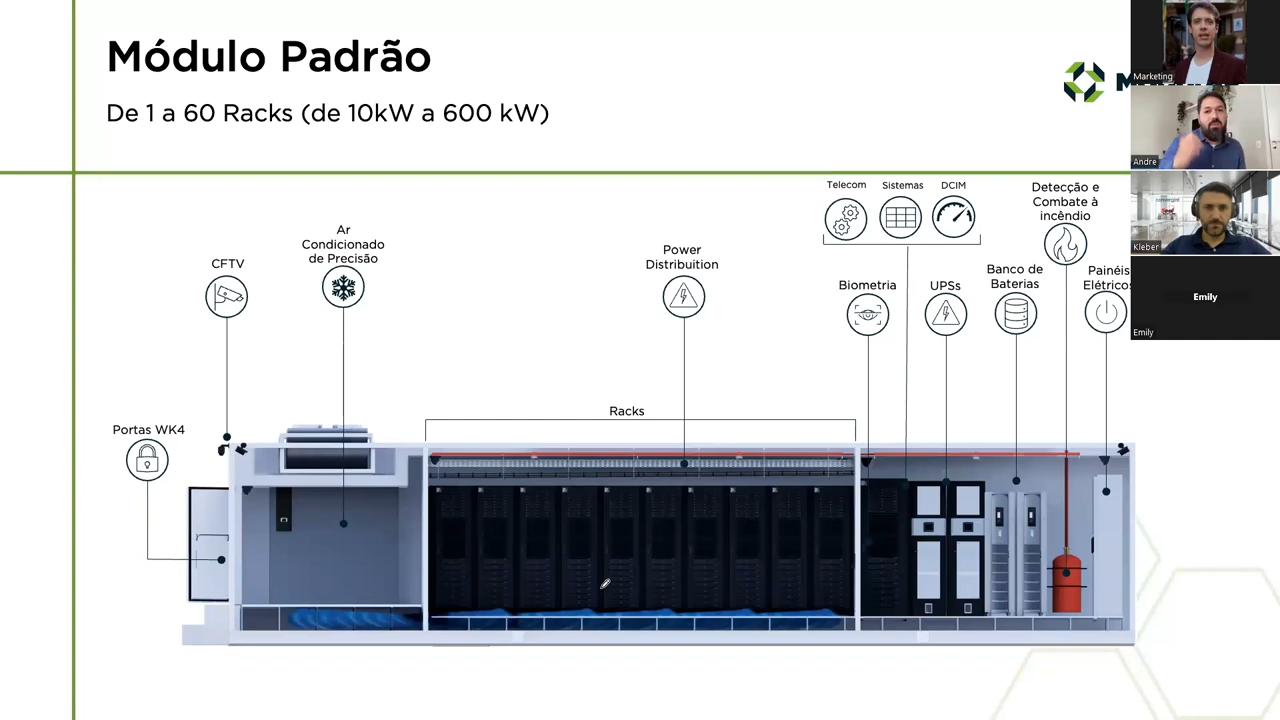 Módulo Padrão
De 1 a 60 Racks (de 10kW a 600 kW)
Marketing
Andre
Kleber
Emily
Emily
Telecom
Sistemas
DCIM
Detecção e
Combate à
incêndio
Ar
Condicionado
de Precisão
CFTV
Power
Distribuition
Biometria
UPSs
Banco de
Baterias
Painéis
Elétricos
Racks
Portas WK4